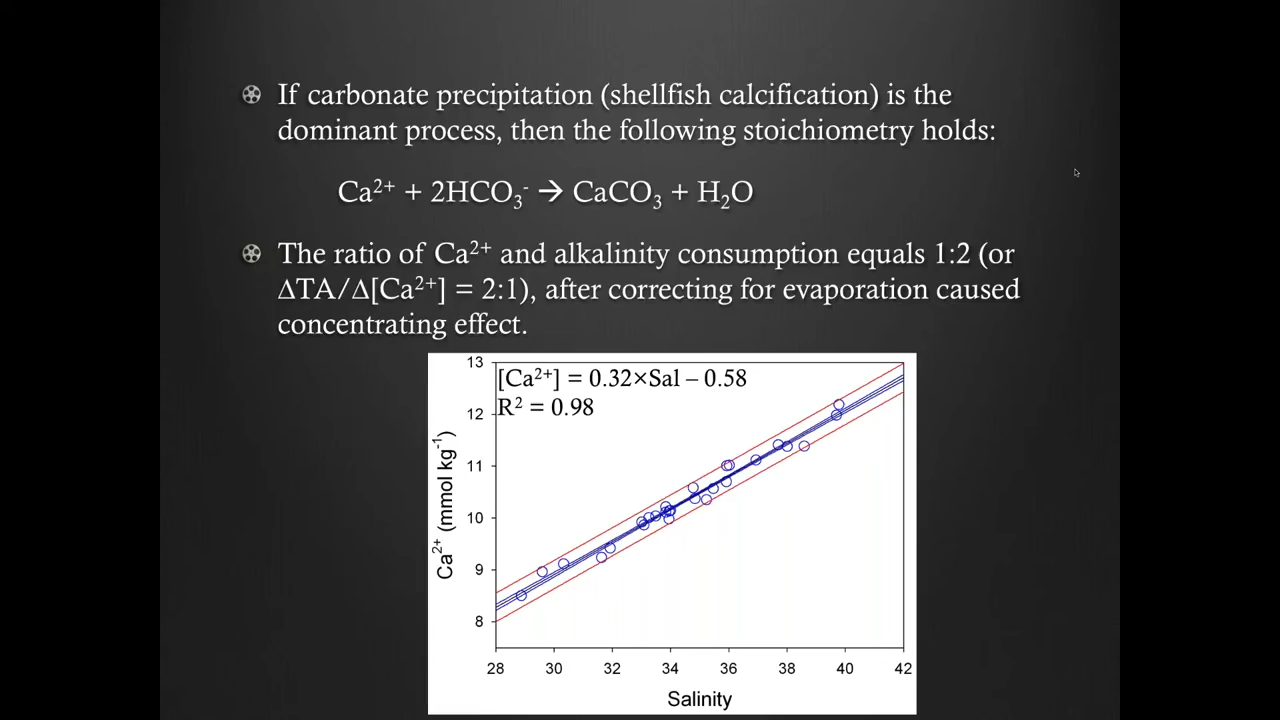 If carbonate precipitation (shellfish calcification) is the
dominant process, then the following stoichiometry holds:
Ca²⁺ + 2HCO₃⁻ → CaCO₃ + H₂O
The ratio of Ca²⁺ and alkalinity consumption equals 1:2 (or
ΔTA/Δ[Ca²⁺] = 2:1), after correcting for evaporation caused
concentrating effect.
[Ca²⁺] = 0.32×Sal – 0.58
R² = 0.98
Ca²⁺ (mmol kg⁻¹)
13
12
11
10
9
8
28 30 32 34 36 38 40 42
Salinity